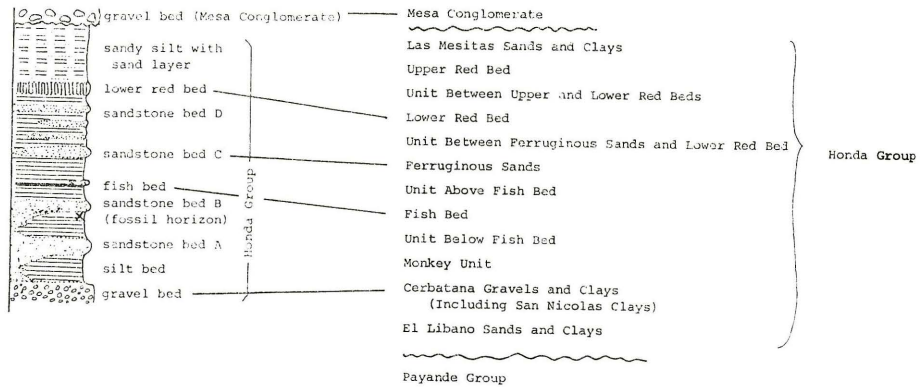 gravel bed (Mesa Conglomerate)
sandy silt with
sand layer
lower red bed
sandstone bed D
sandstone bed C
fish bed
sandstone bed B
(fossil horizon)
sandstone bed A
silt bed
gravel bed
Honda Group
Mesa Conglomerate
Las Mesitas Sands and Clays
Upper Red Bed
Unit Between Upper and Lower Red Beds
Lower Red Bed
Unit Between Ferruginous Sands and Lower Red Bed
Ferruginous Sands
Unit Above Fish Bed
Fish Bed
Unit Below Fish Bed
Monkey Unit
Cerbatana Gravels and Clays
(Including San Nicolas Clays)
El Libano Sands and Clays
Payande Group
Honda Group